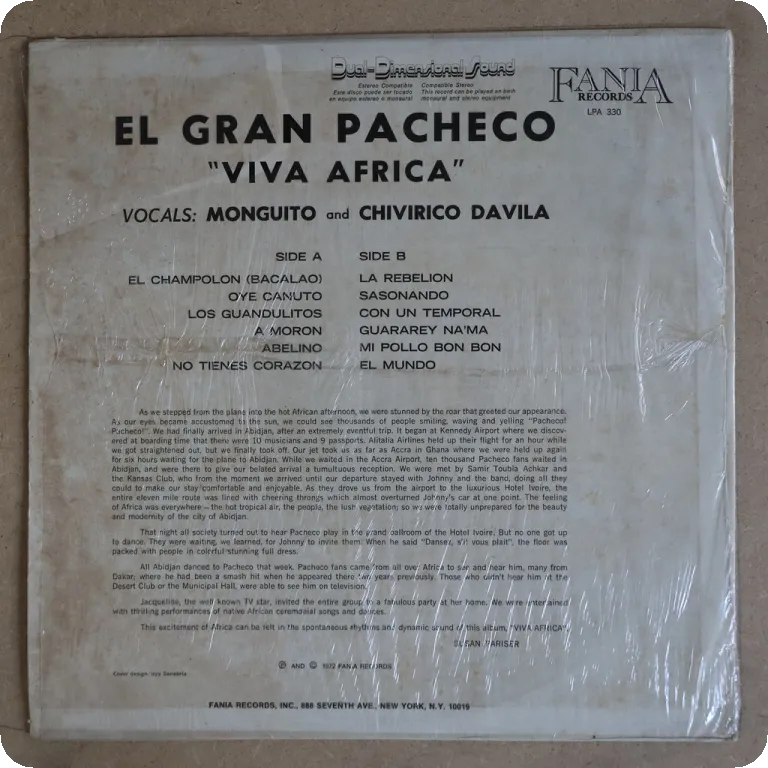 Dual-Dimensional Sound
Estereo Compatible
Compatible Stereo
Este disco puede ser tocado
This record can be played on both
en equipo estereo o monaural
monaural and stereo equipment
FANIA
RECORDS
LPA 330
EL GRAN PACHECO
"VIVA AFRICA"
VOCALS: MONGUITO and CHIVIRICO DAVILA
SIDE A
EL CHAMPOLON (BACALAO)
OYE CANUTO
LOS GUANDULITOS
A MORON
ABELINO
NO TIENES CORAZON
SIDE B
LA REBELION
SASONANDO
CON UN TEMPORAL
GUARAREY NA'MA
MI POLLO BON BON
EL MUNDO
As we stepped from the plane into the hot African afternoon, we were stunned by the roar that greeted our appearance.
As our eyes became accustomed to the sun, we could see thousands of people smiling, waving and yelling "Pacheco!
Pacheco!". We had finally arrived in Abidjan, after an extremely eventful trip. It began at Kennedy Airport where we discov-
ered at boarding time that there were 10 musicians and 9 passports. Alitalia Airlines held up their flight for an hour while
we got straightened out, but we finally took off. Our jet took us as far as Accra in Ghana where we were held up again
for six hours waiting for the plane to Abidjan. While we waited in the Accra Airport, ten thousand Pacheco fans waited in
Abidjan, and were there to give our belated arrival a tumultuous reception. We were met by Samir Toubia Achkar and
the Kansas Club, who from the moment we arrived until our departure stayed with Johnny and the band, doing all they
could to make our stay comfortable and enjoyable. As they drove us from the airport to the luxurious Hotel Ivoire, the
entire eleven mile route was lined with cheering throngs which almost overturned Johnny's car at one point. The feeling
of Africa was everywhere – the hot tropical air, the people, the lush vegetation; so we were totally unprepared for the beauty
and modernity of the city of Abidjan.
That night all society turned out to hear Pacheco play in the grand ballroom of the Hotel Ivoire. But no one got up
to dance. They were waiting, we learned, for Johnny to invite them. When he said "Dansez, s'il vous plait", the floor was
packed with people in colorful stunning full dress.
All Abidjan danced to Pacheco that week. Pacheco fans came from all over Africa to see and hear him, many from
Dakar, where he had been a smash hit when he appeared there two years previously. Those who didn't hear him at the
Desert Club or the Municipal Hall, were able to see him on television.
Jacqueline, the well known TV star, invited the entire group to a fabulous party at her home. We were entertained
with thrilling performances of native African ceremonial songs and dances.
This excitement of Africa can be felt in the spontaneous rhythms and dynamic sound of this album, "VIVA AFRICA".
SUSAN PARISER
Ⓟ AND © 1972 FANIA RECORDS
Cover design: Izzy Sanabria
FANIA RECORDS, INC., 888 SEVENTH AVE., NEW YORK, N.Y. 10019